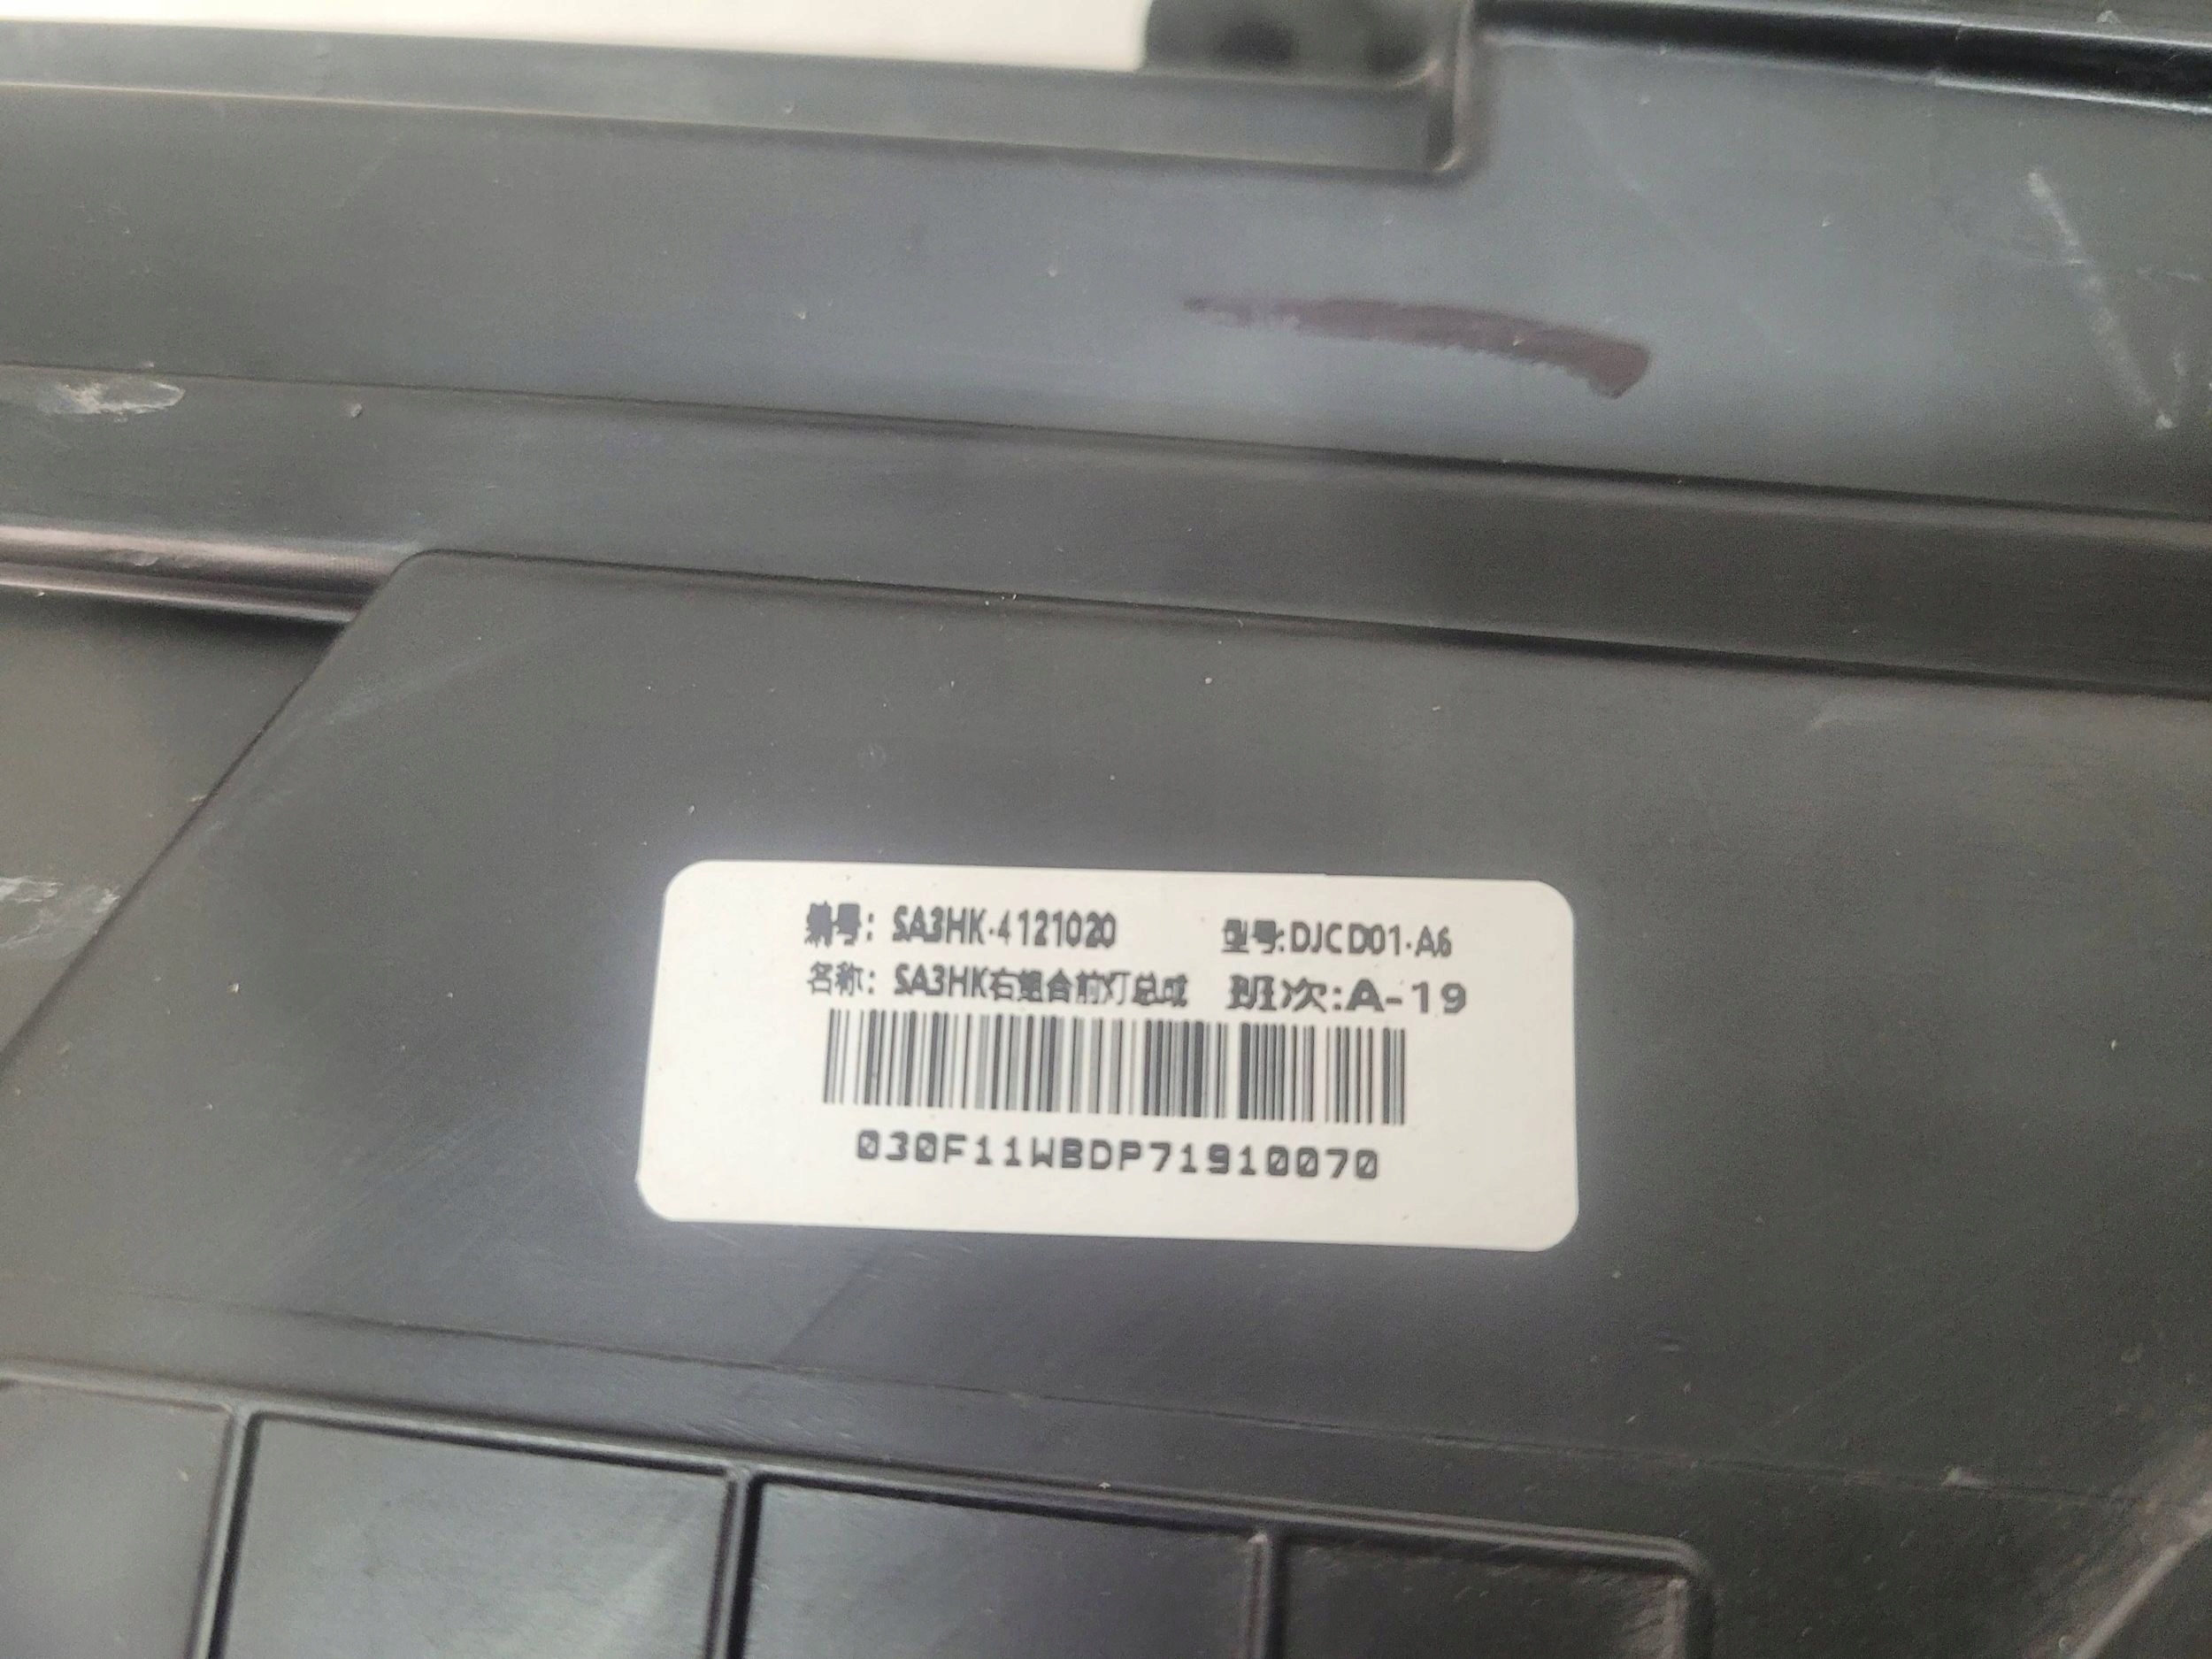 编号: SA3HK-4121020 型号:DJCD01-A6
名称: SA3HK右组合前灯总成 班次:A-19
030F11WBDP71910070